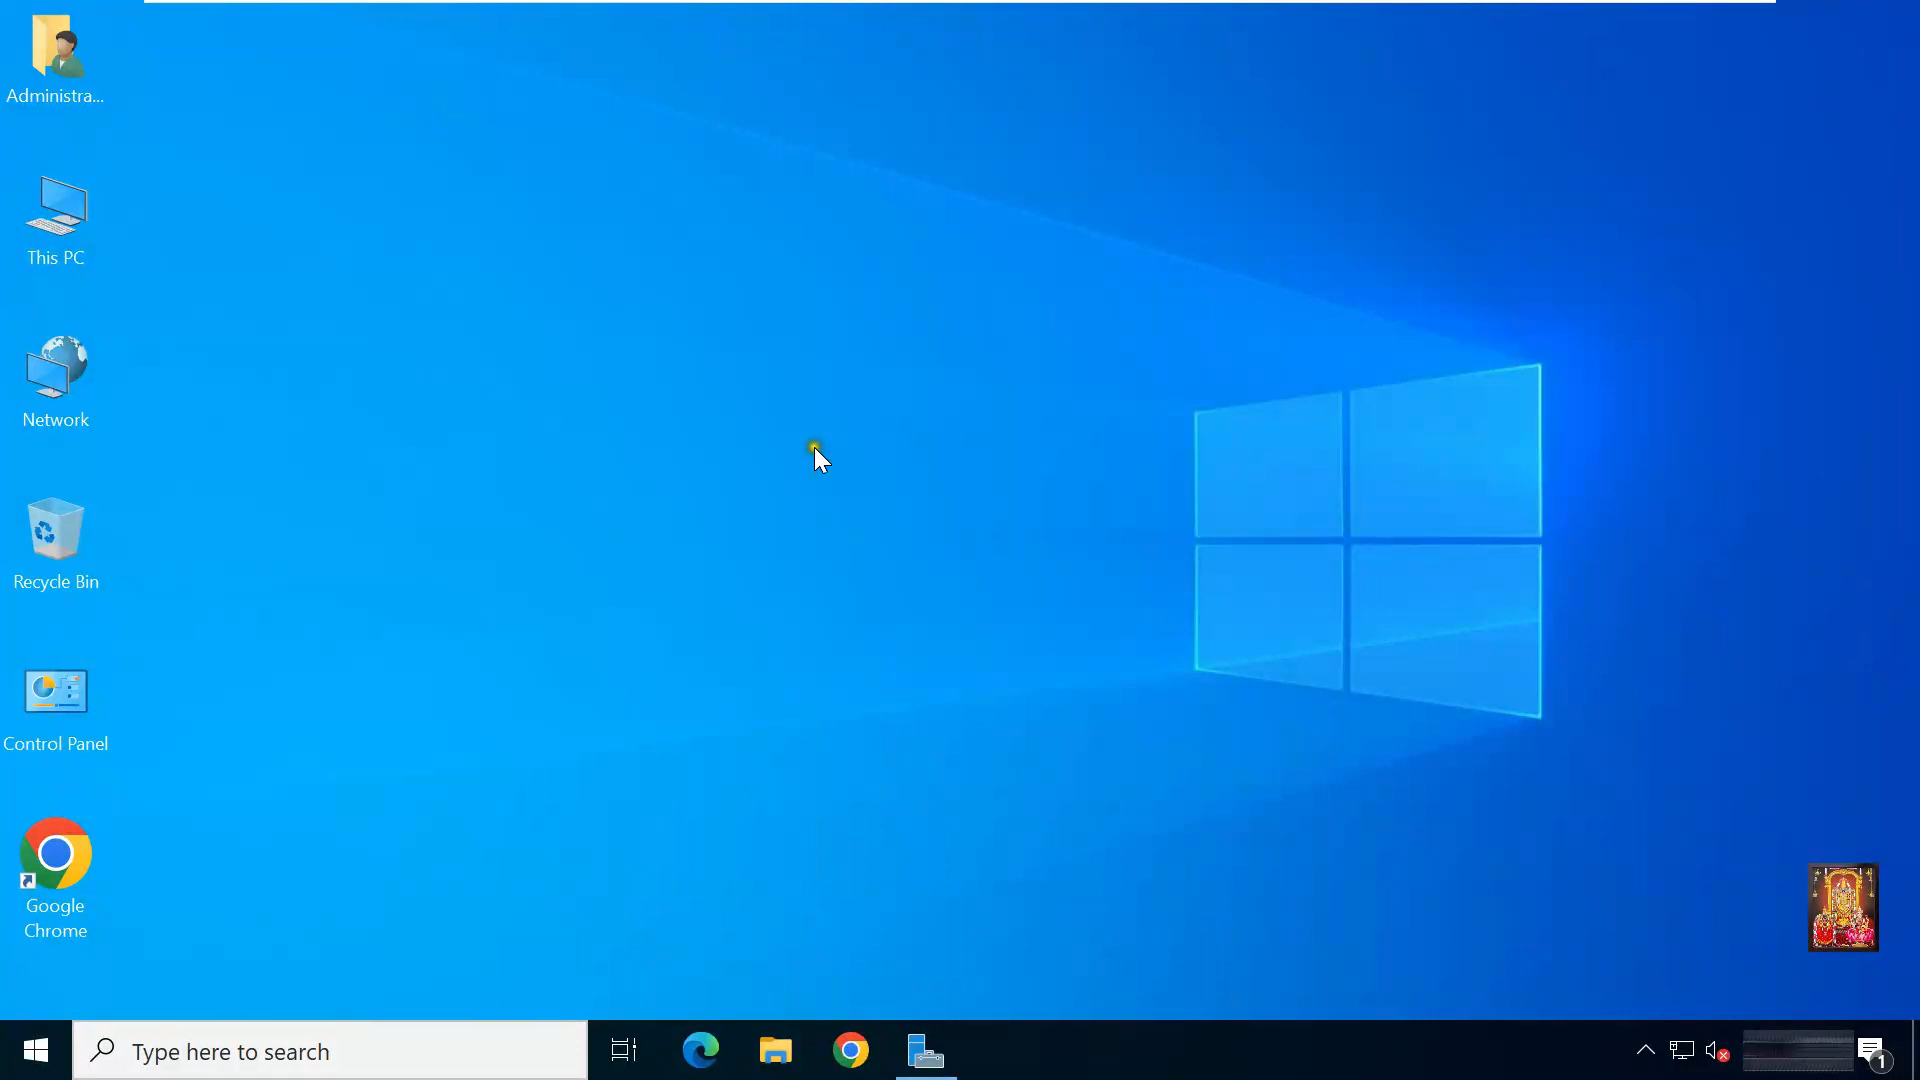 Administra...
This PC
Network
Recycle Bin
Control Panel
Google
Chrome
Type here to search
1